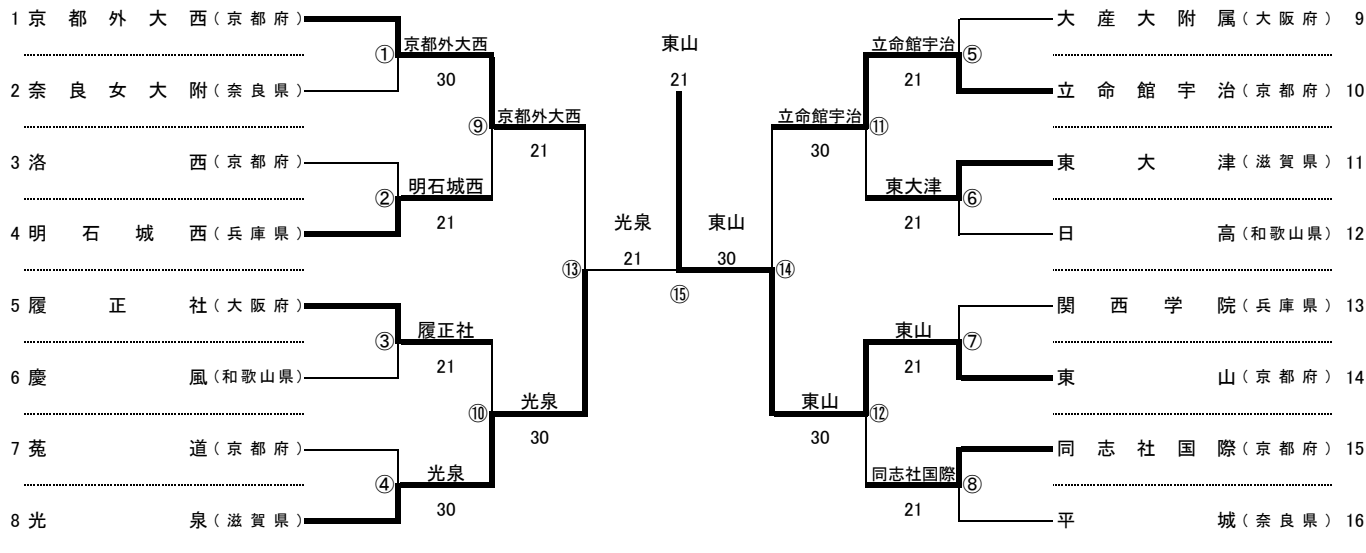 1 京都外大西(京都府)
大産大附属(大阪府) 9
京都外大西
東山
立命館宇治
①
⑤
30
21
21
2 奈良女大附(奈良県)
立命館宇治(京都府) 10
京都外大西
立命館宇治
⑨
⑪
21
30
3 洛西(京都府)
東大津(滋賀県) 11
明石城西
東大津
②
⑥
21
21
4 明石城西(兵庫県)
日高(和歌山県) 12
光泉
東山
⑬
21
30
⑭
⑮
5 履正社(大阪府)
関西学院(兵庫県) 13
履正社
東山
③
⑦
21
21
6 慶風(和歌山県)
東山(京都府) 14
光泉
東山
⑩
⑫
30
30
7 菟道(京都府)
同志社国際(京都府) 15
光泉
同志社国際
④
⑧
30
21
8 光泉(滋賀県)
平城(奈良県) 16